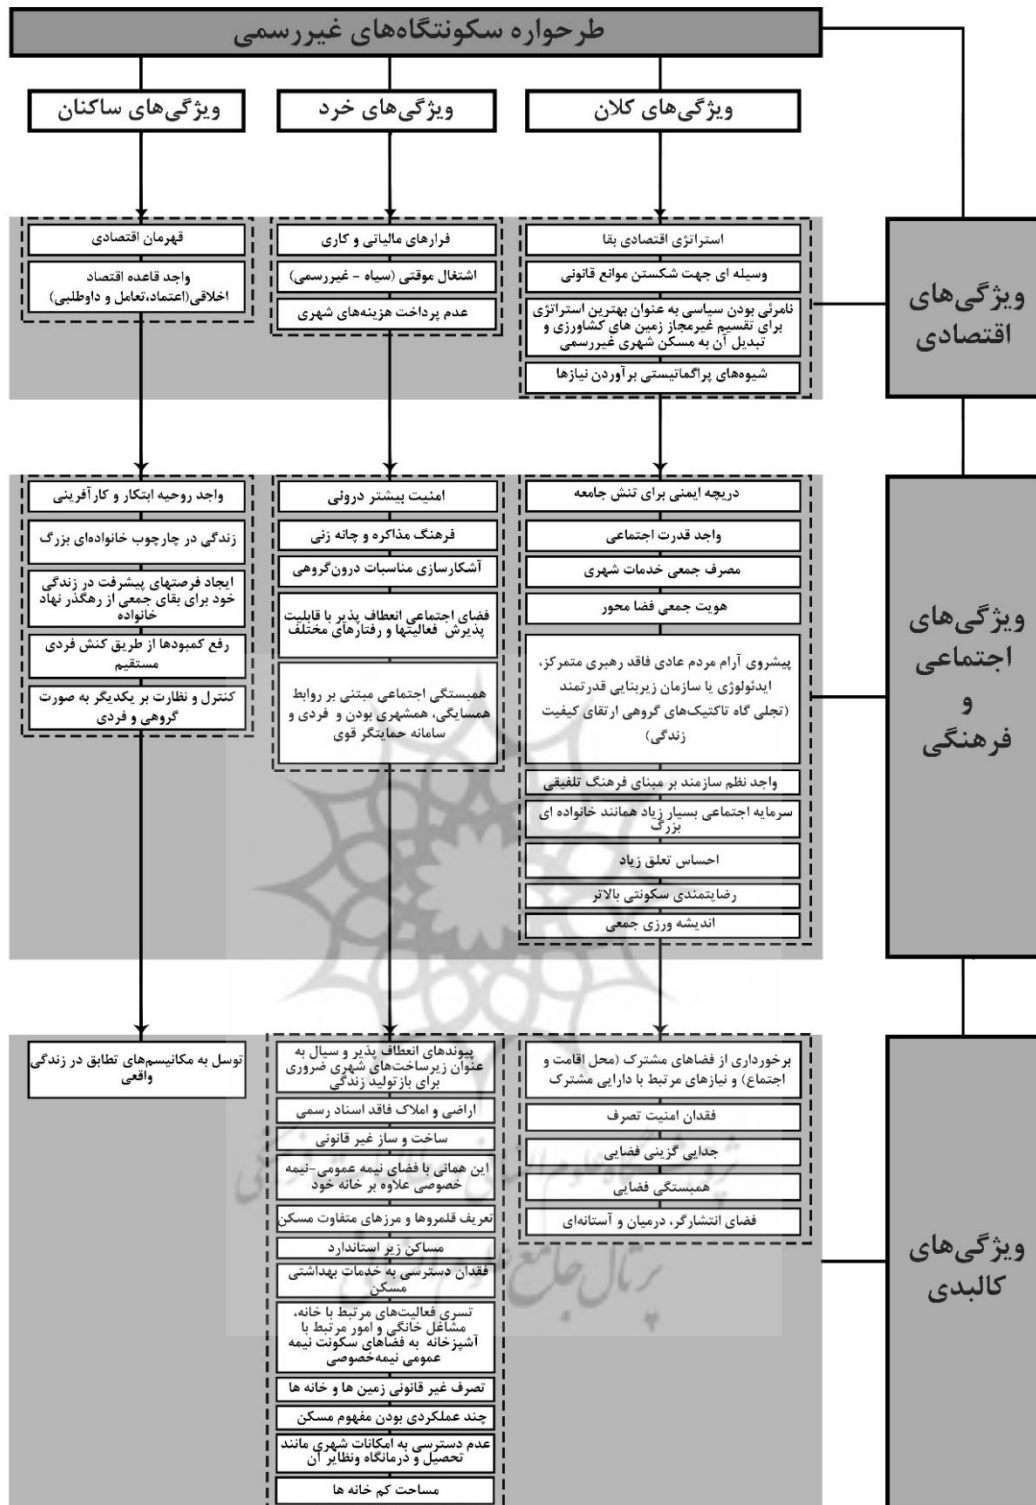 طرحواره سکونتگاه‌های غیررسمی
ویژگی‌های کلان
ویژگی‌های خرد
ویژگی‌های ساکنان
ویژگی‌های
اقتصادی
استراتژی اقتصادی بقا
وسیله ای جهت شکستن موانع قانونی
نامرئی بودن سیاسی به عنوان بهترین استراتژی
برای تقسیم غیرمجاز زمین های کشاورزی و
تبدیل آن به مسکن شهری غیررسمی
شیوه‌های پراگماتیستی برآوردن نیازها
فرارهای مالیاتی و کاری
اشتغال موقتی (سیاه - غیررسمی)
عدم پرداخت هزینه‌های شهری
قهرمان اقتصادی
واجد قاعده اقتصاد
اخلاقی(اعتماد،تعامل و داوطلبی)
ویژگی‌های
اجتماعی
و
فرهنگی
دریچه ایمنی برای تنش جامعه
واجد قدرت اجتماعی
مصرف جمعی خدمات شهری
هویت جمعی فضا محور
پیشروی آرام مردم عادی فاقد رهبری متمرکز،
ایدئولوژی یا سازمان زیربنایی قدرتمند
(تجلی گاه تاکتیک‌های گروهی ارتقای کیفیت
زندگی)
واجد نظم سازمند بر مبنای فرهنگ تلفیقی
سرمایه اجتماعی بسیار زیاد همانند خانواده ای
بزرگ
احساس تعلق زیاد
رضایتمندی سکونتی بالاتر
اندیشه ورزی جمعی
امنیت بیشتر درونی
فرهنگ مذاکره و چانه زنی
آشکارسازی مناسبات درون‌گروهی
فضای اجتماعی انعطاف پذیر با قابلیت
پذیرش فعالیتها و رفتارهای مختلف
همبستگی اجتماعی مبتنی بر روابط
همسایگی، همشهری بودن و فردی و
سامانه حمایتگر قوی
واجد روحیه ابتکار و کارآفرینی
زندگی در چارچوب خانواده‌ای بزرگ
ایجاد فرصتهای پیشرفت در زندگی
خود برای بقای جمعی از رهگذر نهاد
خانواده
رفع کمبودها از طریق کنش فردی
مستقیم
کنترل و نظارت بر یکدیگر به صورت
گروهی و فردی
ویژگی‌های
کالبدی
برخورداری از فضاهای مشترک (محل اقامت و
اجتماع) و نیازهای مرتبط با دارایی مشترک
فقدان امنیت تصرف
جدایی گزینی فضایی
همبستگی فضایی
فضای انتشارگر، درمیان و آستانه‌ای
پیوندهای انعطاف پذیر و سیال به
عنوان زیرساخت‌های شهری ضروری
برای بازتولید زندگی
اراضی و املاک فاقد اسناد رسمی
ساخت و ساز غیر قانونی
این همانی با فضای نیمه عمومی-نیمه
خصوصی علاوه بر خانه خود
تعریف قلمروها و مرزهای متفاوت مسکن
مساکن زیر استاندارد
فقدان دسترسی به خدمات بهداشتی
مسکن
تسری فعالیت‌های مرتبط با خانه،
مشاغل خانگی و امور مرتبط با
آشپزخانه به فضاهای سکونت نیمه
عمومی نیمه‌خصوصی
تصرف غیر قانونی زمین ها و خانه ها
چند عملکردی بودن مفهوم مسکن
عدم دسترسی به امکانات شهری مانند
تحصیل و درمانگاه ونظایر آن
مساحت کم خانه ها
توسل به مکانیسم‌های تطابق در زندگی
واقعی
پرتال جامع علوم انسانی